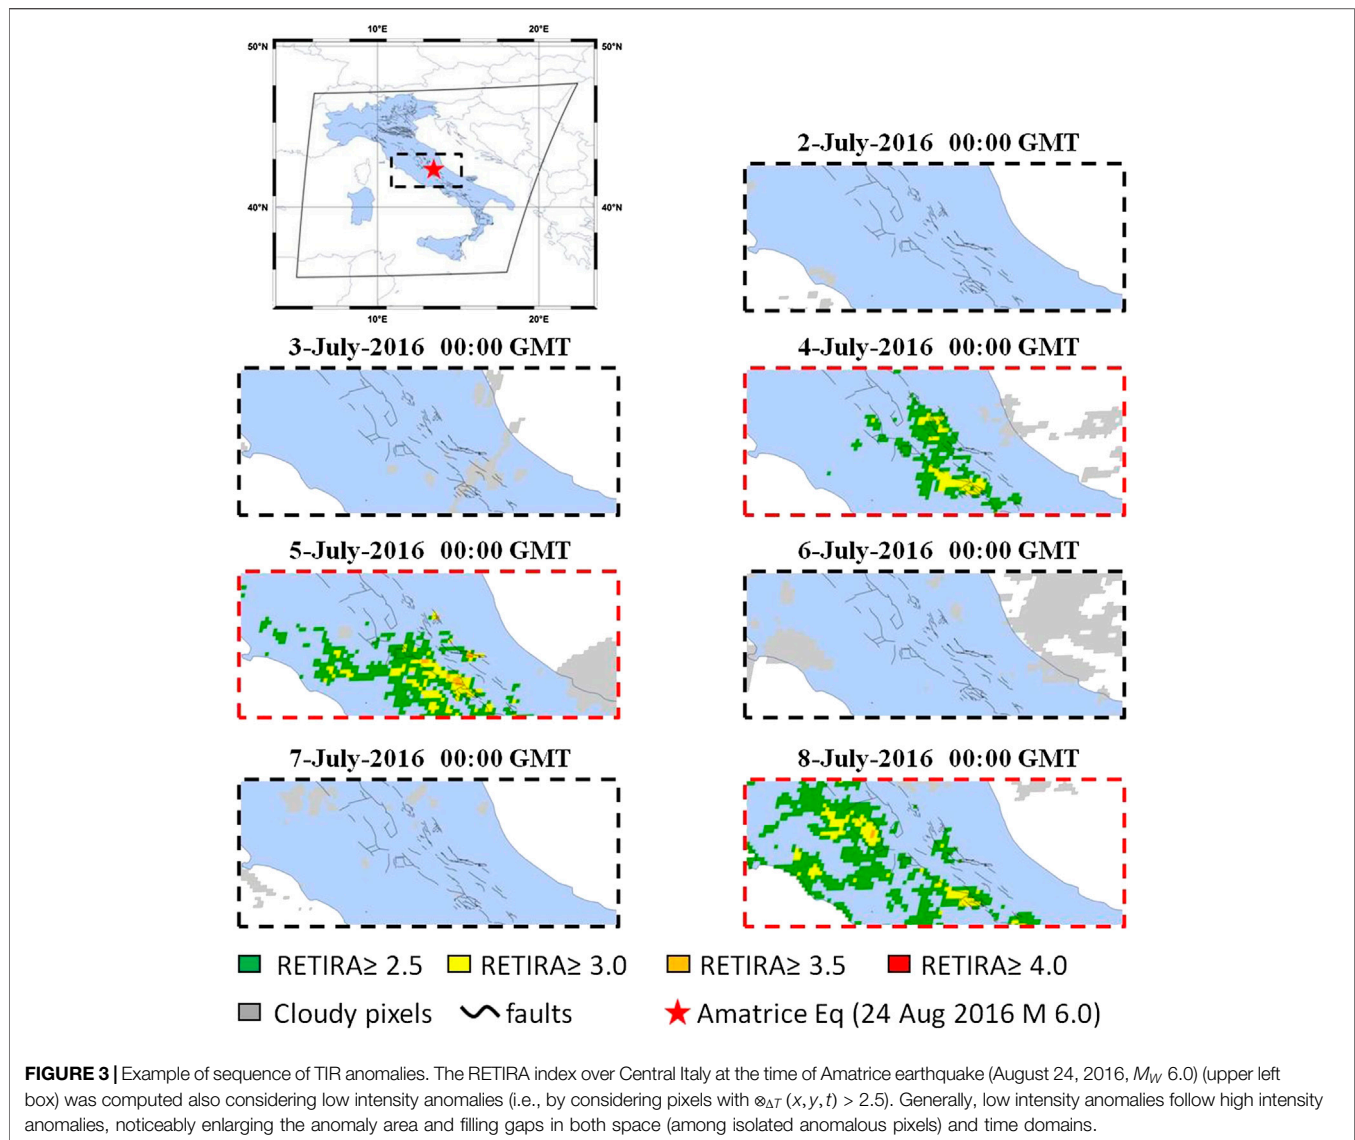 10°E 20°E
50°N 50°N
40°N 40°N
10°E 20°E
2-July-2016 00:00 GMT
3-July-2016 00:00 GMT
4-July-2016 00:00 GMT
5-July-2016 00:00 GMT
6-July-2016 00:00 GMT
7-July-2016 00:00 GMT
8-July-2016 00:00 GMT
RETIRA≥ 2.5 RETIRA≥ 3.0 RETIRA≥ 3.5 RETIRA≥ 4.0
Cloudy pixels faults Amatrice Eq (24 Aug 2016 M 6.0)
FIGURE 3 | Example of sequence of TIR anomalies. The RETIRA index over Central Italy at the time of Amatrice earthquake (August 24, 2016, M_W 6.0) (upper left
box) was computed also considering low intensity anomalies (i.e., by considering pixels with ⊗_ΔT (x, y, t) > 2.5). Generally, low intensity anomalies follow high intensity
anomalies, noticeably enlarging the anomaly area and filling gaps in both space (among isolated anomalous pixels) and time domains.